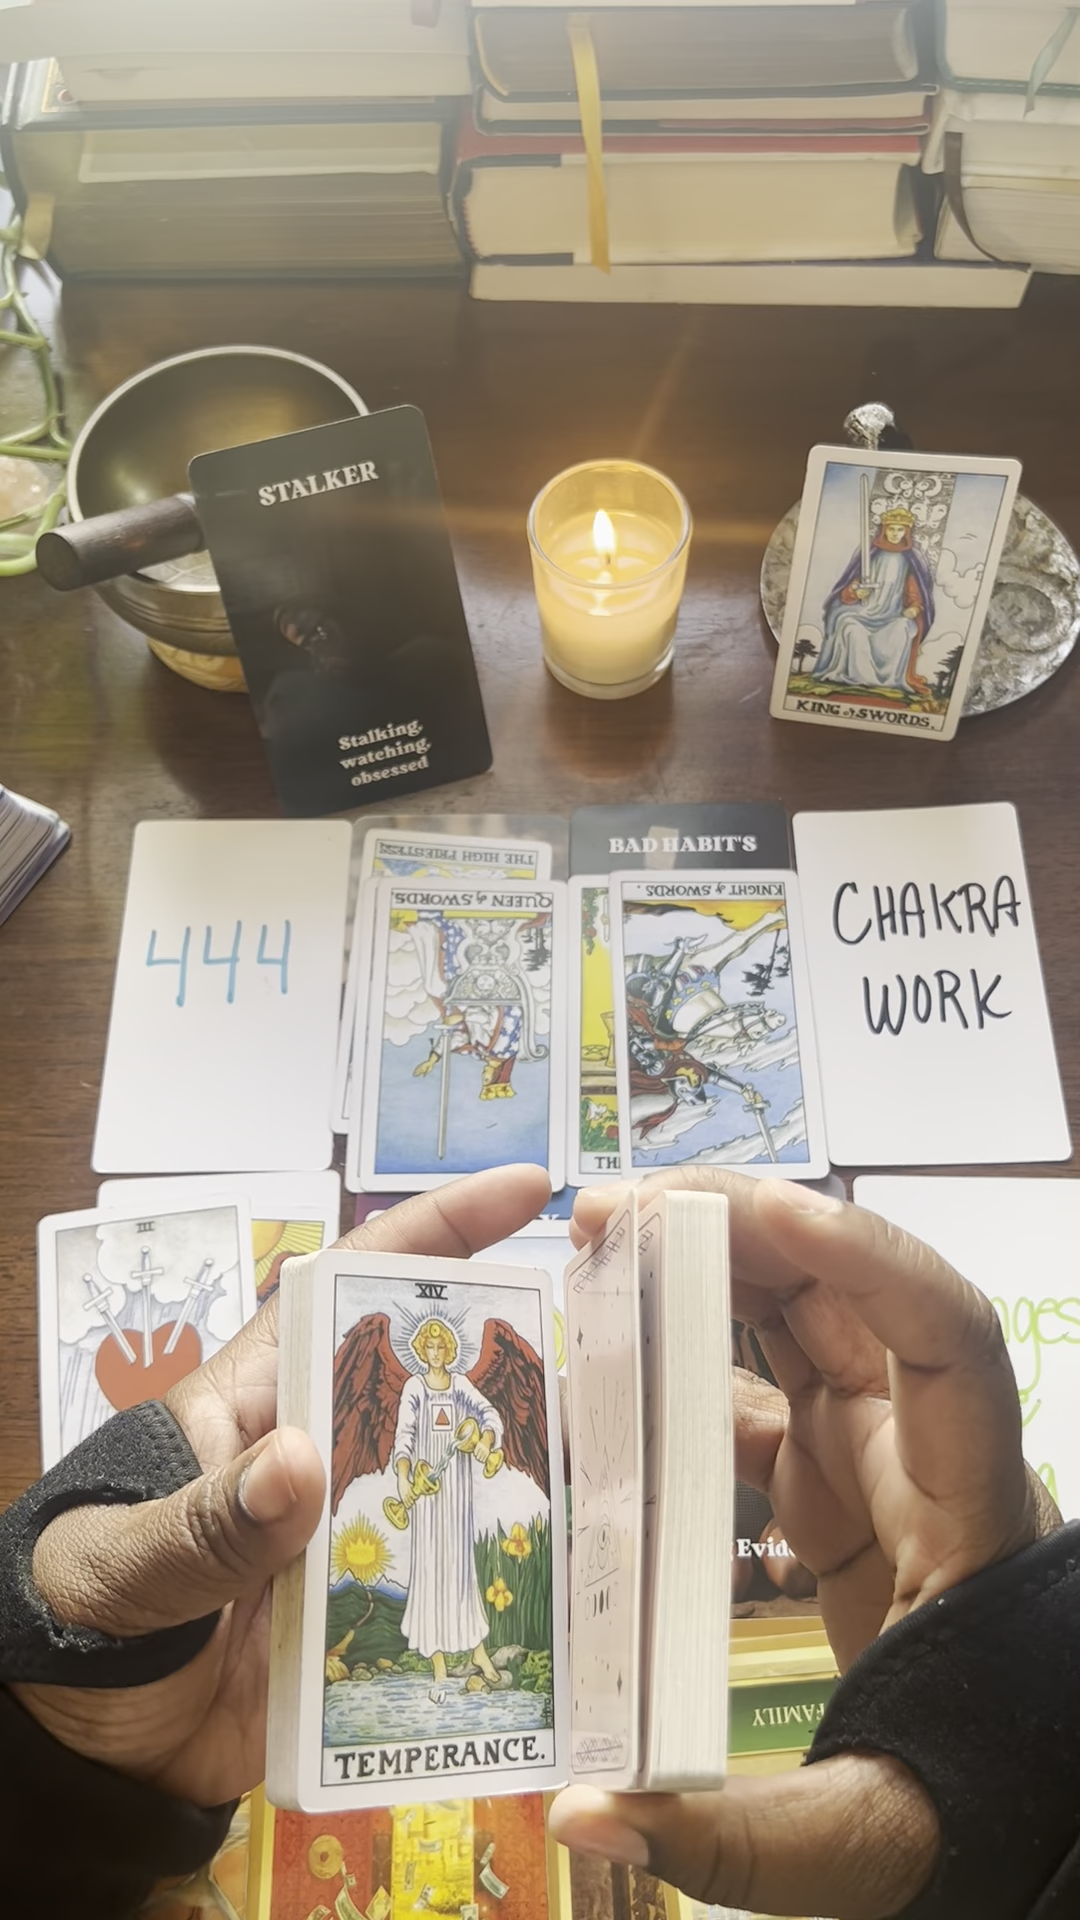 STALKER
Stalking,
watching,
obsessed
KING of SWORDS.
BAD HABIT'S
THE HIGH PRIESTESS
QUEEN of SWORDS.
KNIGHT of SWORDS.
444
CHAKRA
WORK
III
XIV
TEMPERANCE.
FAMILY